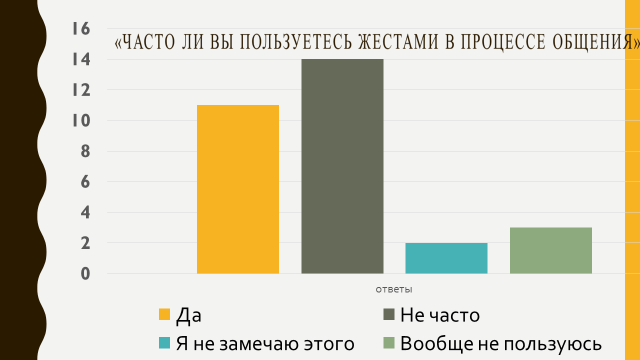 «ЧАСТО ЛИ ВЫ ПОЛЬЗУЕТЕСЬ ЖЕСТАМИ В ПРОЦЕССЕ ОБЩЕНИЯ»
16
14
12
10
8
6
4
2
0
ответы
Да
Не часто
Я не замечаю этого
Вообще не пользуюсь